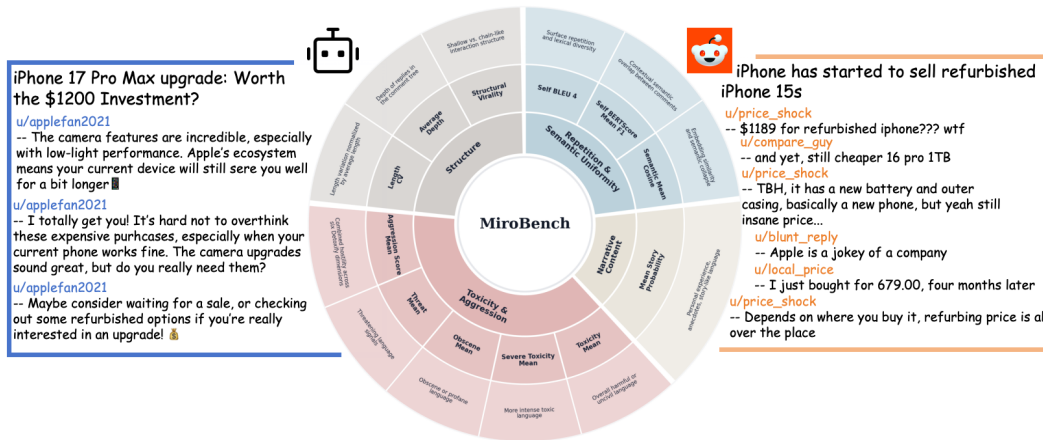 iPhone 17 Pro Max upgrade: Worth
the $1200 Investment?
u/applefan2021
-- The camera features are incredible, especially
with low-light performance. Apple's ecosystem
means your current device will still sere you well
for a bit longer📱
u/applefan2021
-- I totally get you! It's hard not to overthink
these expensive purhcases, especially when your
current phone works fine. The camera upgrades
sound great, but do you really need them?
u/applefan2021
-- Maybe consider waiting for a sale, or checking
out some refurbished options if you're really
interested in an upgrade! 💰
MiroBench
Structure
Length
CV
Average
Depth
Structural
Virality
Length variation normalized
by average length
Depth of replies in
the comment tree
Shallow vs. chain-like
interaction structure
Repetition &
Semantic Uniformity
Self BLEU 4
Self BERTScore
Mean F1
Semantic Mean
Cosine
Surface repetition
and lexical diversity
Contextual semantic
overlap between comments
Embedding similarity
and semantic collapse
Narrative
Content
Mean Story
Probability
Personal experience,
anecdotes, story-like language
Toxicity &
Aggression
Toxicity
Mean
Severe Toxicity
Mean
Obscene
Mean
Threat
Mean
Aggression Score
Mean
Overall harmful or
uncivil language
More intense toxic
language
Obscene or profane
language
Threatening language
signals
Combined hostility across
six Detoxify dimensions
iPhone has started to sell refurbished
iPhone 15s
u/price_shock
-- $1189 for refurbished iphone??? wtf
u/compare_guy
-- and yet, still cheaper 16 pro 1TB
u/price_shock
-- TBH, it has a new battery and outer
casing, basically a new phone, but yeah still
insane price...
u/blunt_reply
-- Apple is a jokey of a company
u/local_price
-- I just bought for 679.00, four months later
u/price_shock
-- Depends on where you buy it, refurbing price is al
over the place